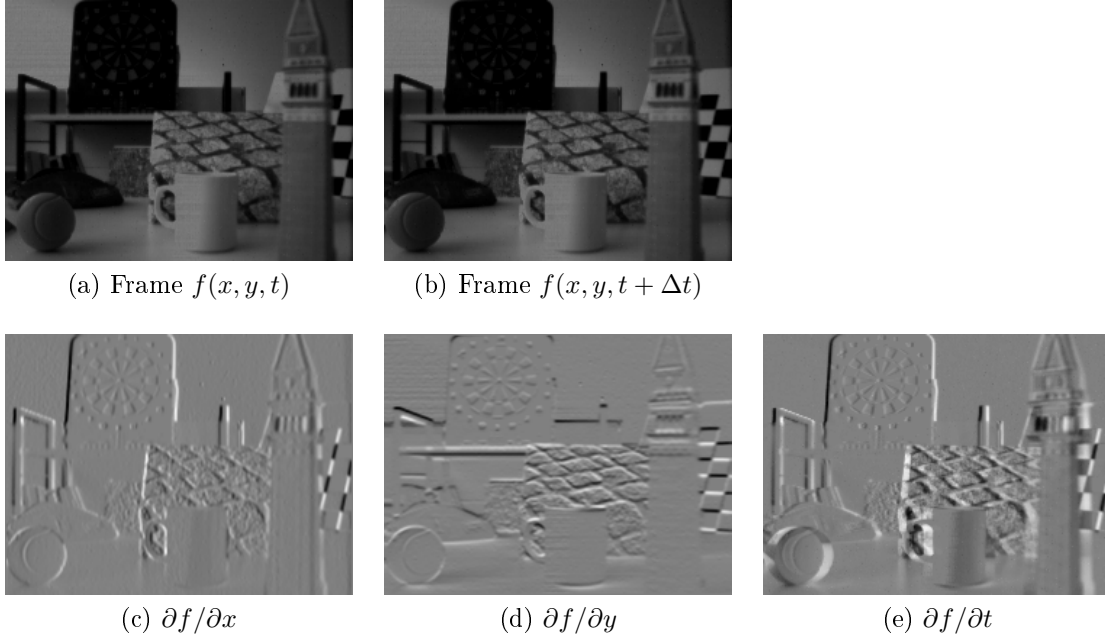 (a) Frame f(x, y, t)
(b) Frame f(x, y, t + Δt)
(c) ∂f/∂x
(d) ∂f/∂y
(e) ∂f/∂t